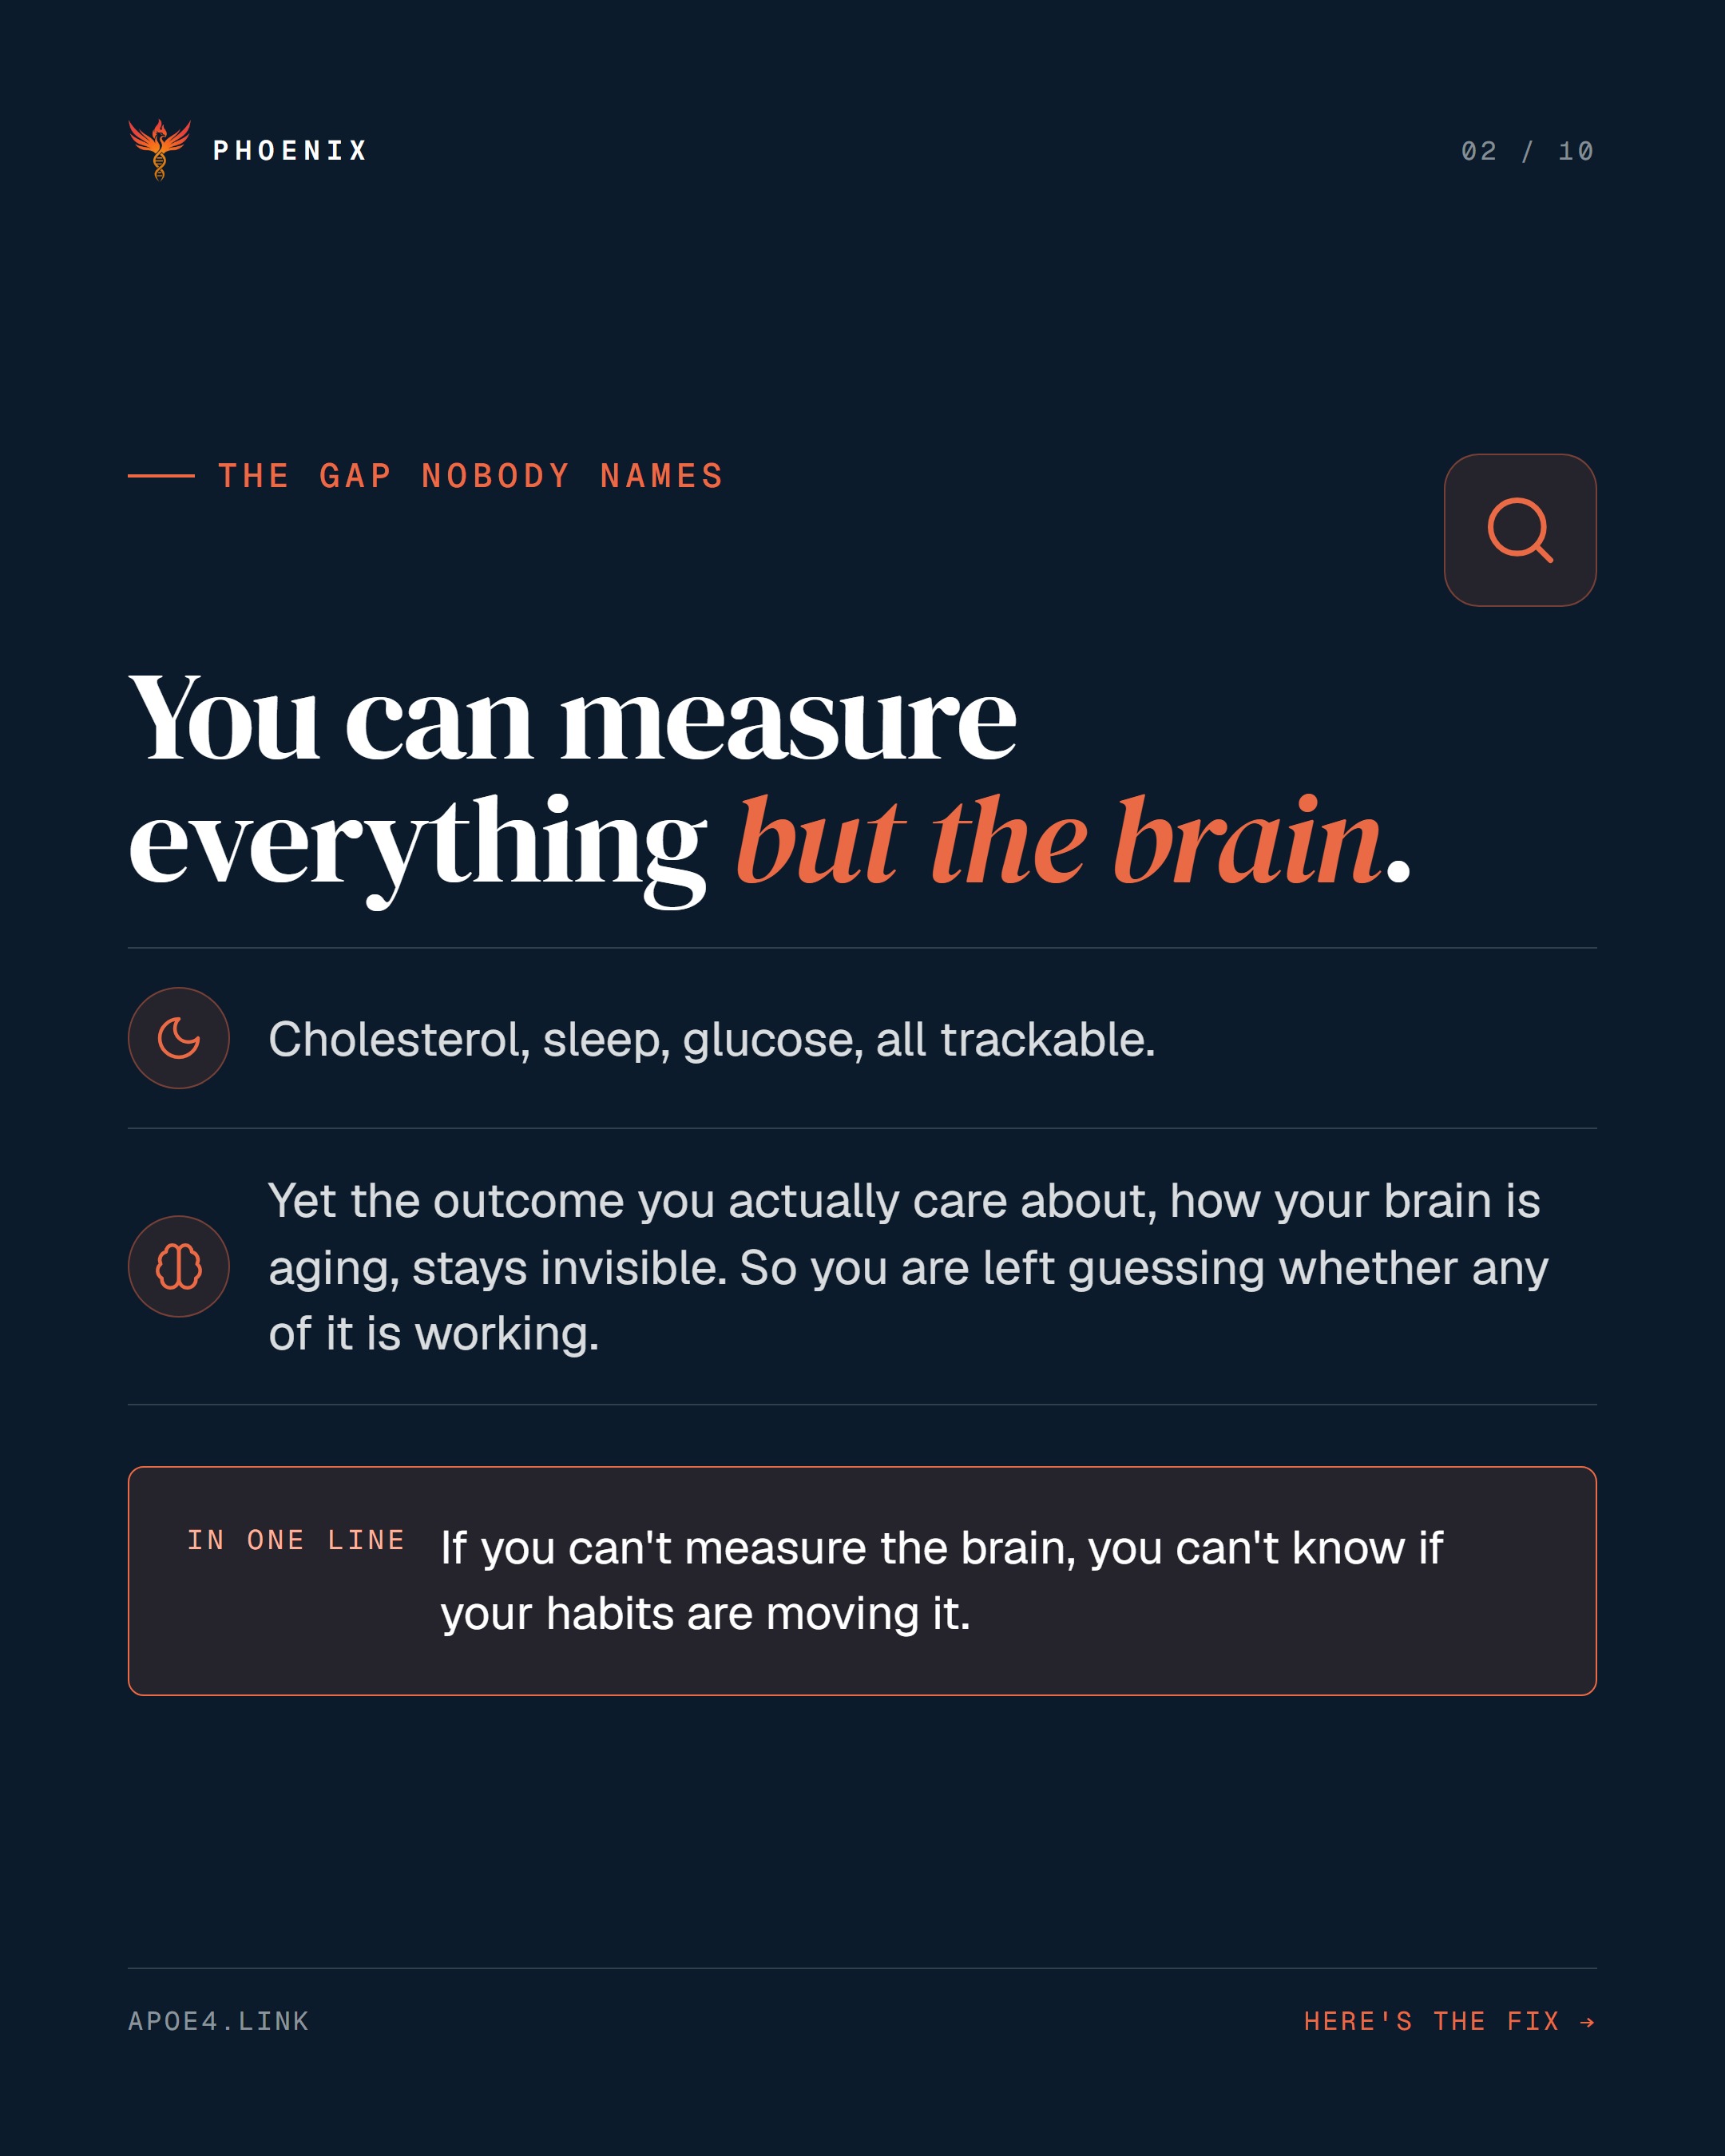 PHOENIX
02 / 10
THE GAP NOBODY NAMES
You can measure
everything but the brain.
Cholesterol, sleep, glucose, all trackable.
Yet the outcome you actually care about, how your brain is
aging, stays invisible. So you are left guessing whether any
of it is working.
IN ONE LINE
If you can't measure the brain, you can't know if
your habits are moving it.
APOE4.LINK
HERE'S THE FIX →